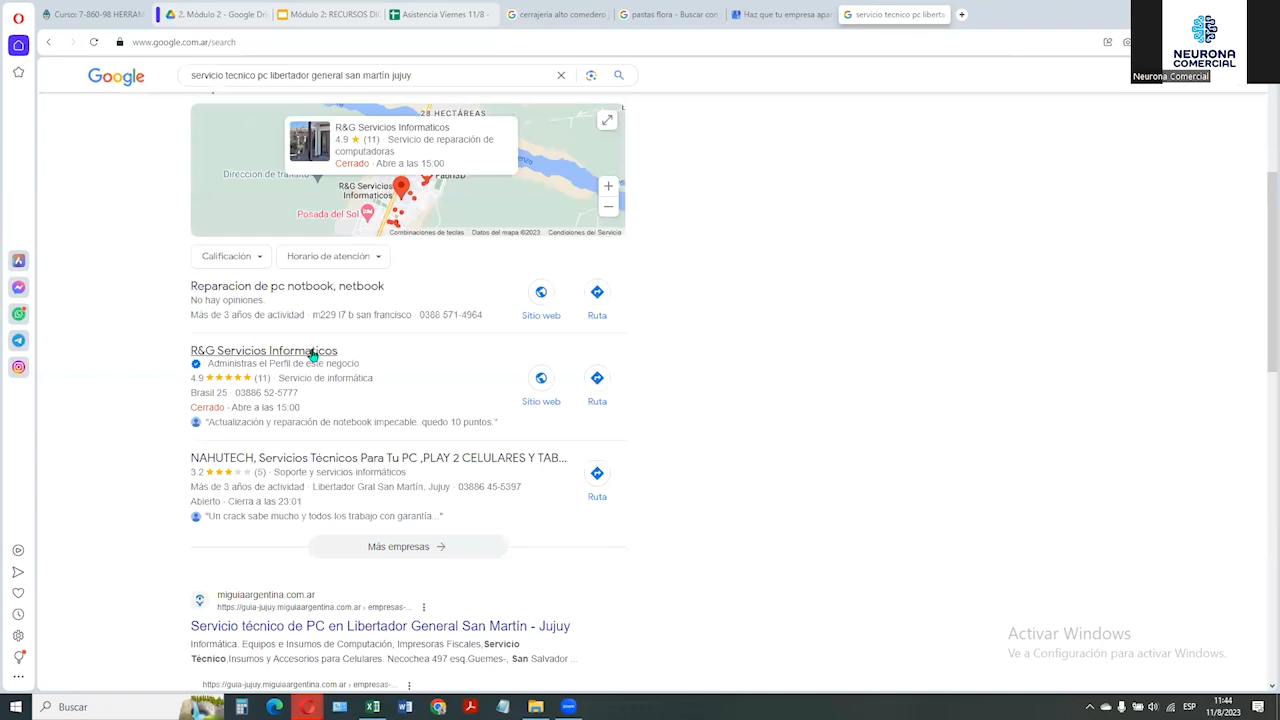 Curso: 7-860-98 HERRAM
2. Módulo 2 - Google Dri
Módulo 2: RECURSOS DIG
Asistencia Viernes 11/8 -
cerrajería alto comedero
pastas flora - Buscar con
Haz que tu empresa apar
servicio tecnico pc liberta
www.google.com.ar/search
NEURONA
COMERCIAL
Neurona Comercial
Google
servicio tecnico pc libertador general san martín jujuy
28 HECTÁREAS
R&G Servicios Informaticos
4.9 ★ (11) · Servicio de reparación de
computadoras
Cerrado · Abre a las 15:00
Direccion de transito
R&G Servicios
Informaticos
Posada del Sol
Combinaciones de teclas
Datos del mapa ©2023
Condiciones del Servicio
Calificación
Horario de atención
Reparacion de pc notbook, netbook
No hay opiniones.
Más de 3 años de actividad · m229 l7 b san francisco · 0388 571-4964
Sitio web
Ruta
R&G Servicios Informaticos
Administras el Perfil de este negocio
4.9 ★★★★★ (11) · Servicio de informática
Brasil 25 · 03886 52-5777
Cerrado · Abre a las 15:00
"Actualización y reparación de notebook impecable..quedo 10 puntos."
Sitio web
Ruta
NAHUTECH, Servicios Técnicos Para Tu PC ,PLAY 2 CELULARES Y TAB...
3.2 ★★★★★ (5) · Soporte y servicios informáticos
Más de 3 años de actividad · Libertador Gral San Martín, Jujuy · 03886 45-5397
Abierto · Cierra a las 23:01
"Un crack sabe mucho y todos los trabajo con garantía..."
Ruta
Más empresas →
miguiaargentina.com.ar
https://guia-jujuy.miguiaargentina.com.ar › empresas-...
Servicio técnico de PC en Libertador General San Martín - Jujuy
Informática. Equipos e Insumos de Computación, Impresoras Fiscales,Servicio
Técnico,Insumos y Accesorios para Celulares. Necochea 497 esq.Guemes-, San Salvador ...
https://guia-jujuy.miguiaargentina.com.ar › empresas-...
Activar Windows
Ve a Configuración para activar Windows.
Buscar
ESP
11:44
11/8/2023